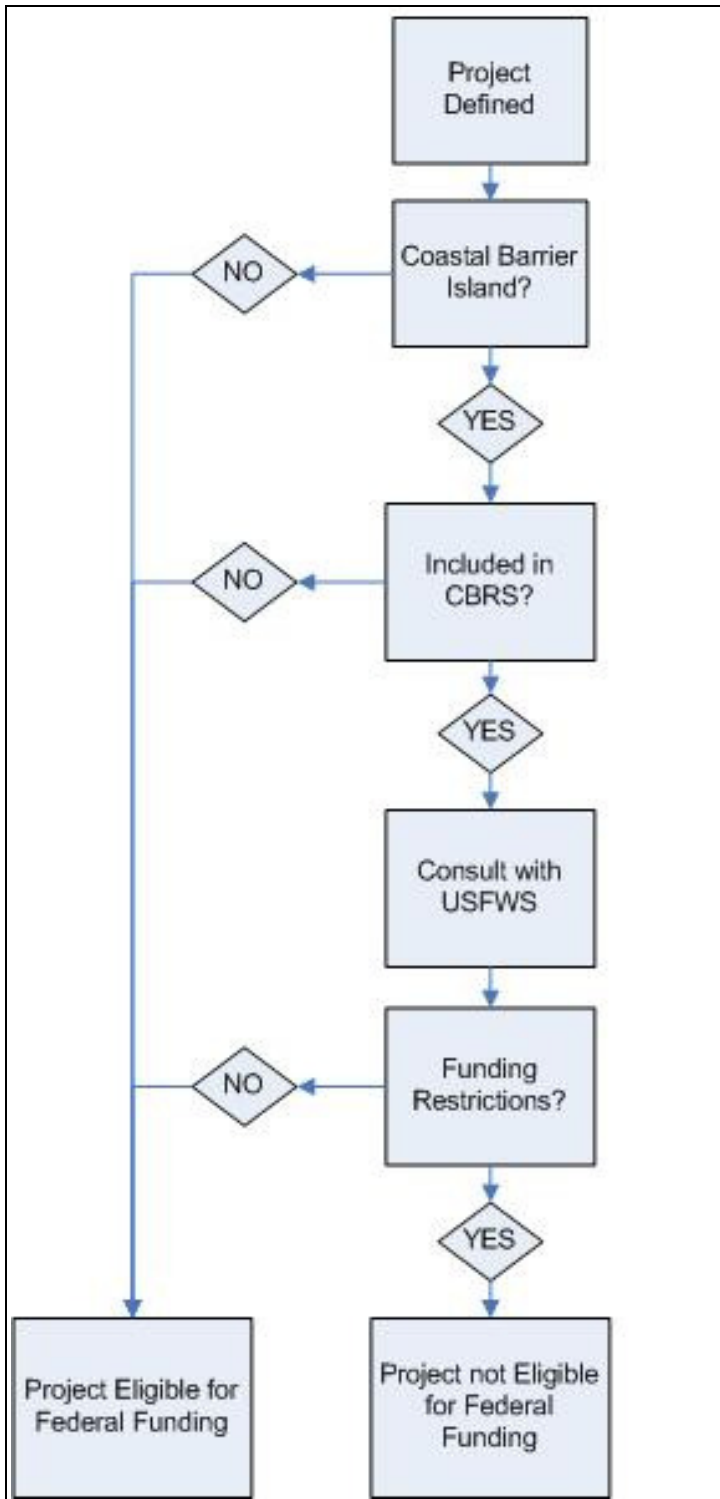 Project
Defined
Coastal Barrier
Island?
NO
YES
Included in
CBRS?
NO
YES
Consult with
USFWS
Funding
Restrictions?
NO
YES
Project Eligible for
Federal Funding
Project not Eligible
for Federal
Funding